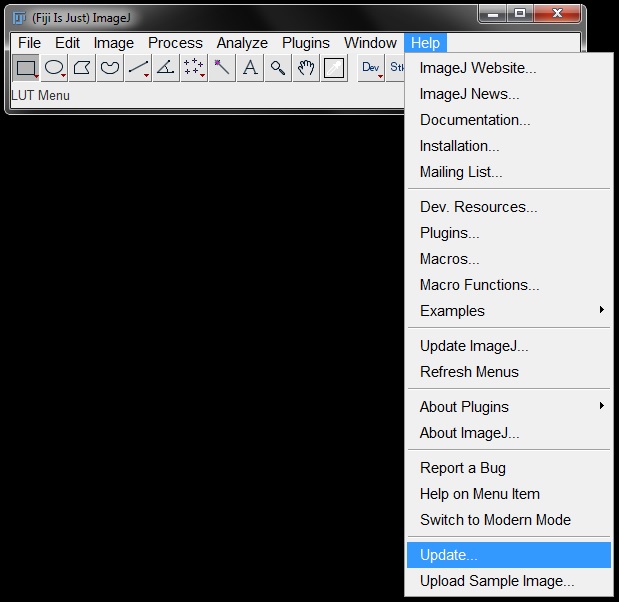 (Fiji Is Just) ImageJ
File Edit Image Process Analyze Plugins Window Help
A Dev Stk
LUT Menu
ImageJ Website...
ImageJ News...
Documentation...
Installation...
Mailing List...
Dev. Resources...
Plugins...
Macros...
Macro Functions...
Examples
Update ImageJ...
Refresh Menus
About Plugins
About ImageJ...
Report a Bug
Help on Menu Item
Switch to Modern Mode
Update...
Upload Sample Image...